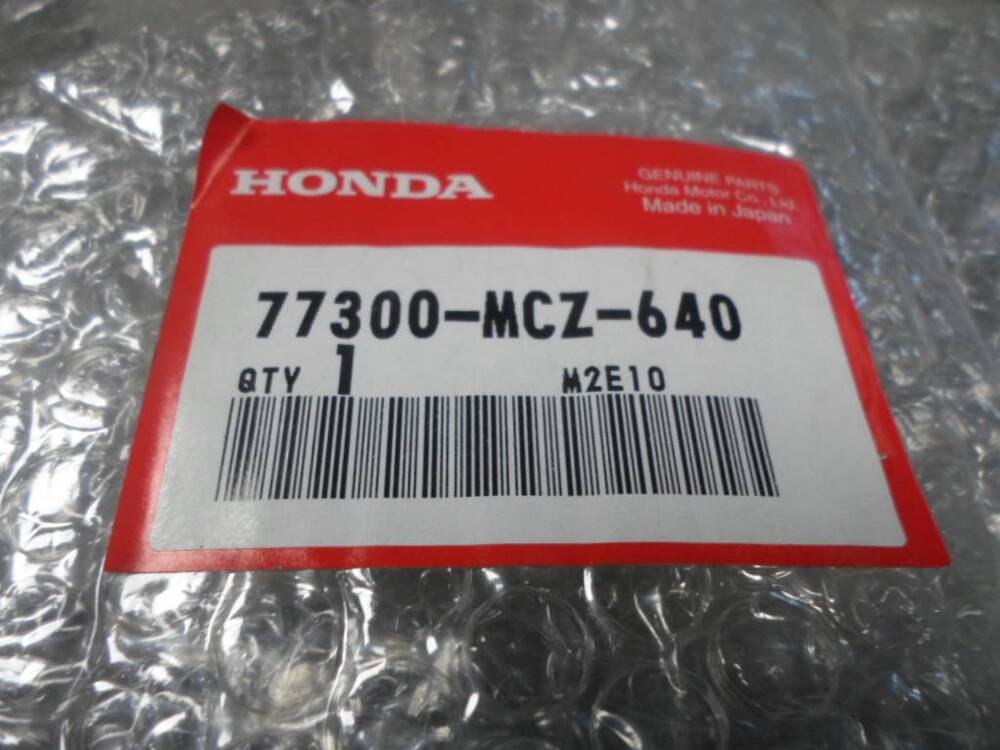 HONDA
GENUINE PARTS
Honda Motor Co., Ltd.
Made in Japan
77300-MCZ-640
QTY 1 M2E10